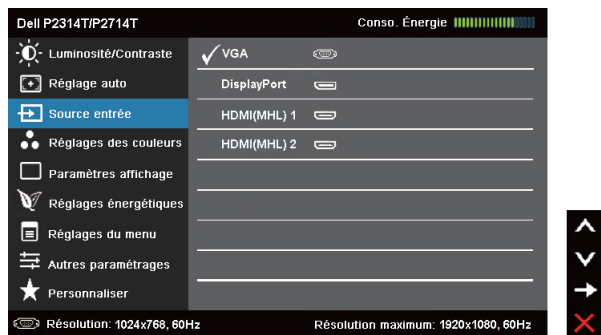 Dell P2314T/P2714T Conso. Énergie
Luminosité/Contraste VGA
Réglage auto DisplayPort
Source entrée HDMI(MHL) 1
Réglages des couleurs HDMI(MHL) 2
Paramètres affichage
Réglages énergétiques
Réglages du menu
Autres paramétrages
Personnaliser
Résolution: 1024x768, 60Hz Résolution maximum: 1920x1080, 60Hz